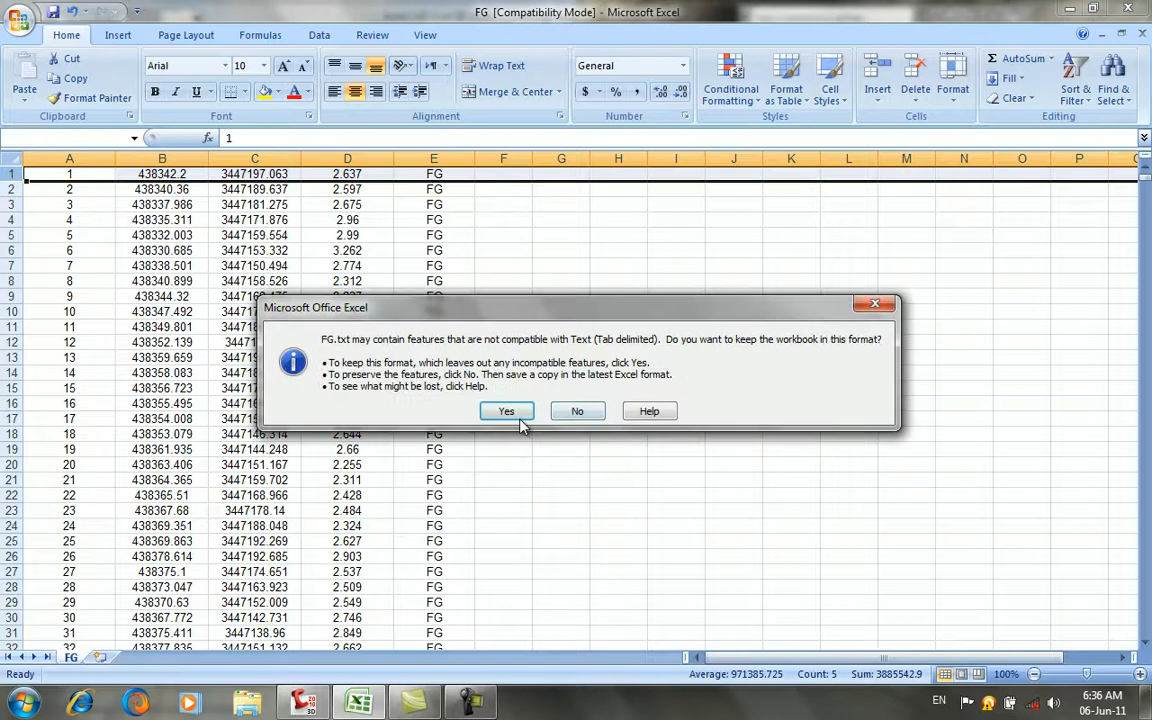 FG [Compatibility Mode] - Microsoft Excel
Home Insert Page Layout Formulas Data Review View
Paste
Cut
Copy
Format Painter
Clipboard
Arial 10
B I U
Font
Wrap Text
Merge & Center
Alignment
General
$ % ,
Number
Conditional Formatting
Format as Table
Cell Styles
Styles
Insert
Delete
Format
Cells
Σ AutoSum
Fill
Clear
Sort & Filter
Find & Select
Editing
fx 1
A B C D E F G H I J K L M N O P
1 1 438342.2 3447197.063 2.637 FG
2 2 438340.36 3447189.637 2.597 FG
3 3 438337.986 3447181.275 2.675 FG
4 4 438335.311 3447171.876 2.96 FG
5 5 438332.003 3447159.554 2.99 FG
6 6 438330.685 3447153.332 3.262 FG
7 7 438338.501 3447150.494 2.774 FG
8 8 438340.899 3447158.526 2.312 FG
9 9 438344.32
10 10 438347.492
11 11 438349.801
12 12 438352.139
13 13 438359.659
14 14 438358.083
15 15 438356.348
16 16 438354.902
17 17 438353.668
18 18 438353.079 3447146.314 2.644 FG
19 19 438361.935 3447144.248 2.66 FG
20 20 438363.406 3447151.167 2.255 FG
21 21 438364.365 3447159.702 2.311 FG
22 22 438365.51 3447168.966 2.428 FG
23 23 438367.68 3447178.14 2.484 FG
24 24 438369.351 3447188.048 2.324 FG
25 25 438369.863 3447192.269 2.627 FG
26 26 438378.614 3447192.685 2.903 FG
27 27 438375.1 3447174.651 2.537 FG
28 28 438373.047 3447163.923 2.509 FG
29 29 438370.63 3447152.009 2.549 FG
30 30 438367.772 3447142.731 2.746 FG
31 31 438375.411 3447138.96 2.849 FG
32 32 438377.835 3447151.132 2.662 FG
Microsoft Office Excel
FG.txt may contain features that are not compatible with Text (Tab delimited). Do you want to keep the workbook in this format?
• To keep this format, which leaves out any incompatible features, click Yes.
• To preserve the features, click No. Then save a copy in the latest Excel format.
• To see what might be lost, click Help.
Yes No Help
FG
Ready Average: 971385.725 Count: 5 Sum: 3885542.9 100%
EN 6:36 AM
06-Jun-11